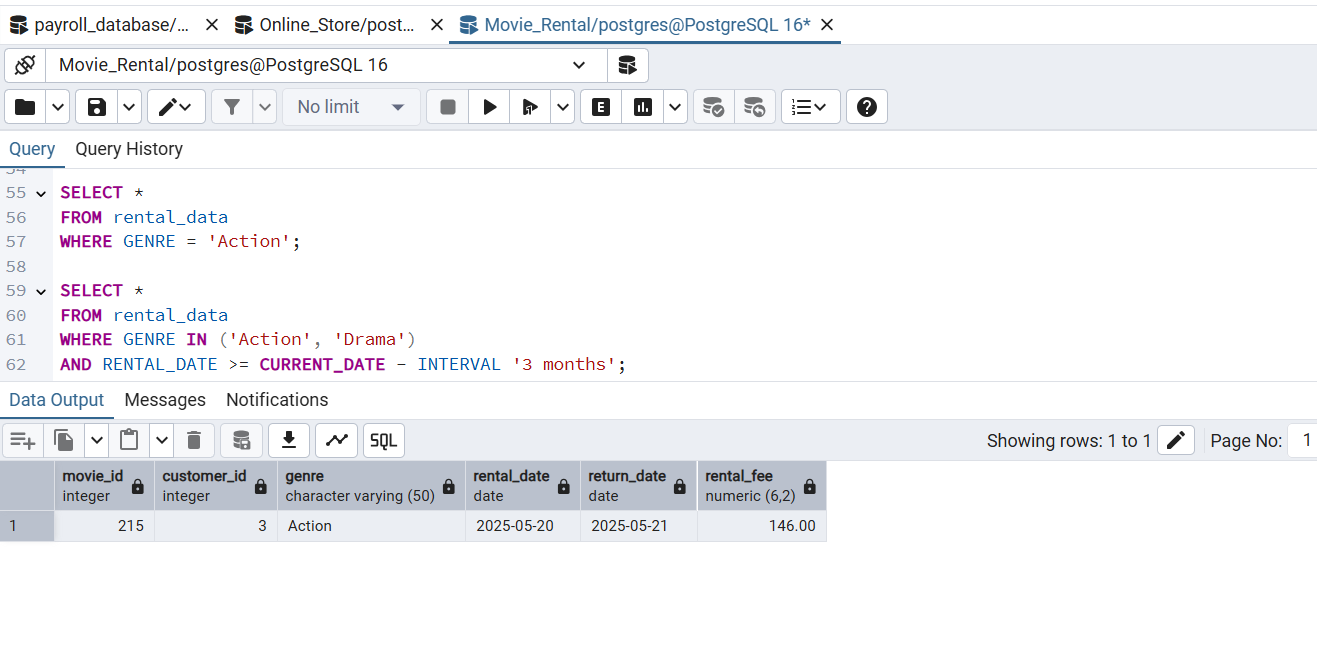 payroll_database/... Online_Store/post... Movie_Rental/postgres@PostgreSQL 16*
Movie_Rental/postgres@PostgreSQL 16
No limit E
Query Query History
54
55 SELECT *
56 FROM rental_data
57 WHERE GENRE = 'Action';
58
59 SELECT *
60 FROM rental_data
61 WHERE GENRE IN ('Action', 'Drama')
62 AND RENTAL_DATE >= CURRENT_DATE - INTERVAL '3 months';
Data Output Messages Notifications
SQL Showing rows: 1 to 1 Page No: 1
movie_id customer_id genre rental_date return_date rental_fee
integer integer character varying (50) date date numeric (6,2)
1 215 3 Action 2025-05-20 2025-05-21 146.00